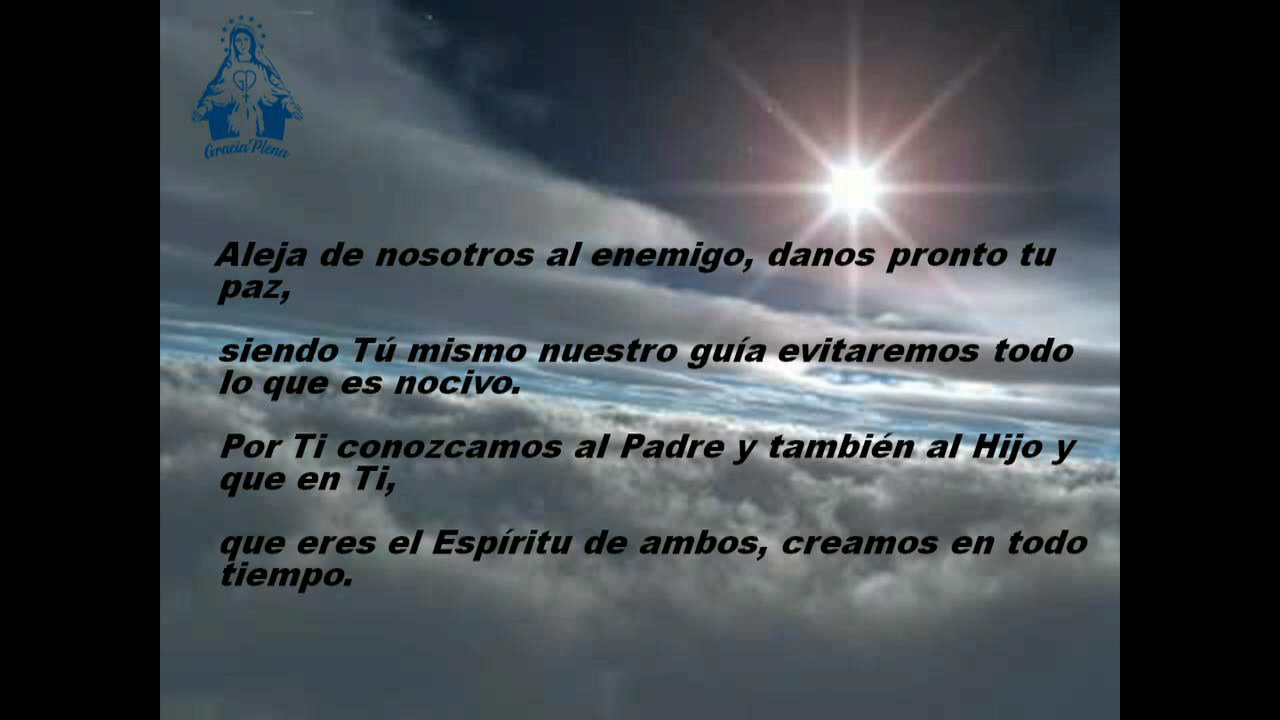 Gracia Plena
Aleja de nosotros al enemigo, danos pronto tu
paz,
siendo Tú mismo nuestro guía evitaremos todo
lo que es nocivo.
Por Ti conozcamos al Padre y también al Hijo y
que en Ti,
que eres el Espíritu de ambos, creamos en todo
tiempo.